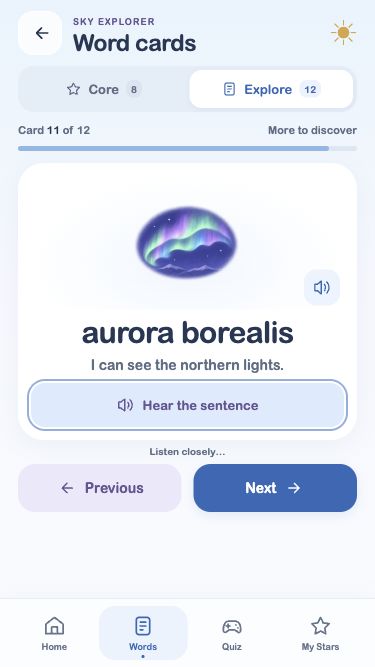 SKY EXPLORER
Word cards
Core 8
Explore 12
Card 11 of 12
More to discover
aurora borealis
I can see the northern lights.
Hear the sentence
Listen closely...
Previous
Next
Home
Words
Quiz
My Stars